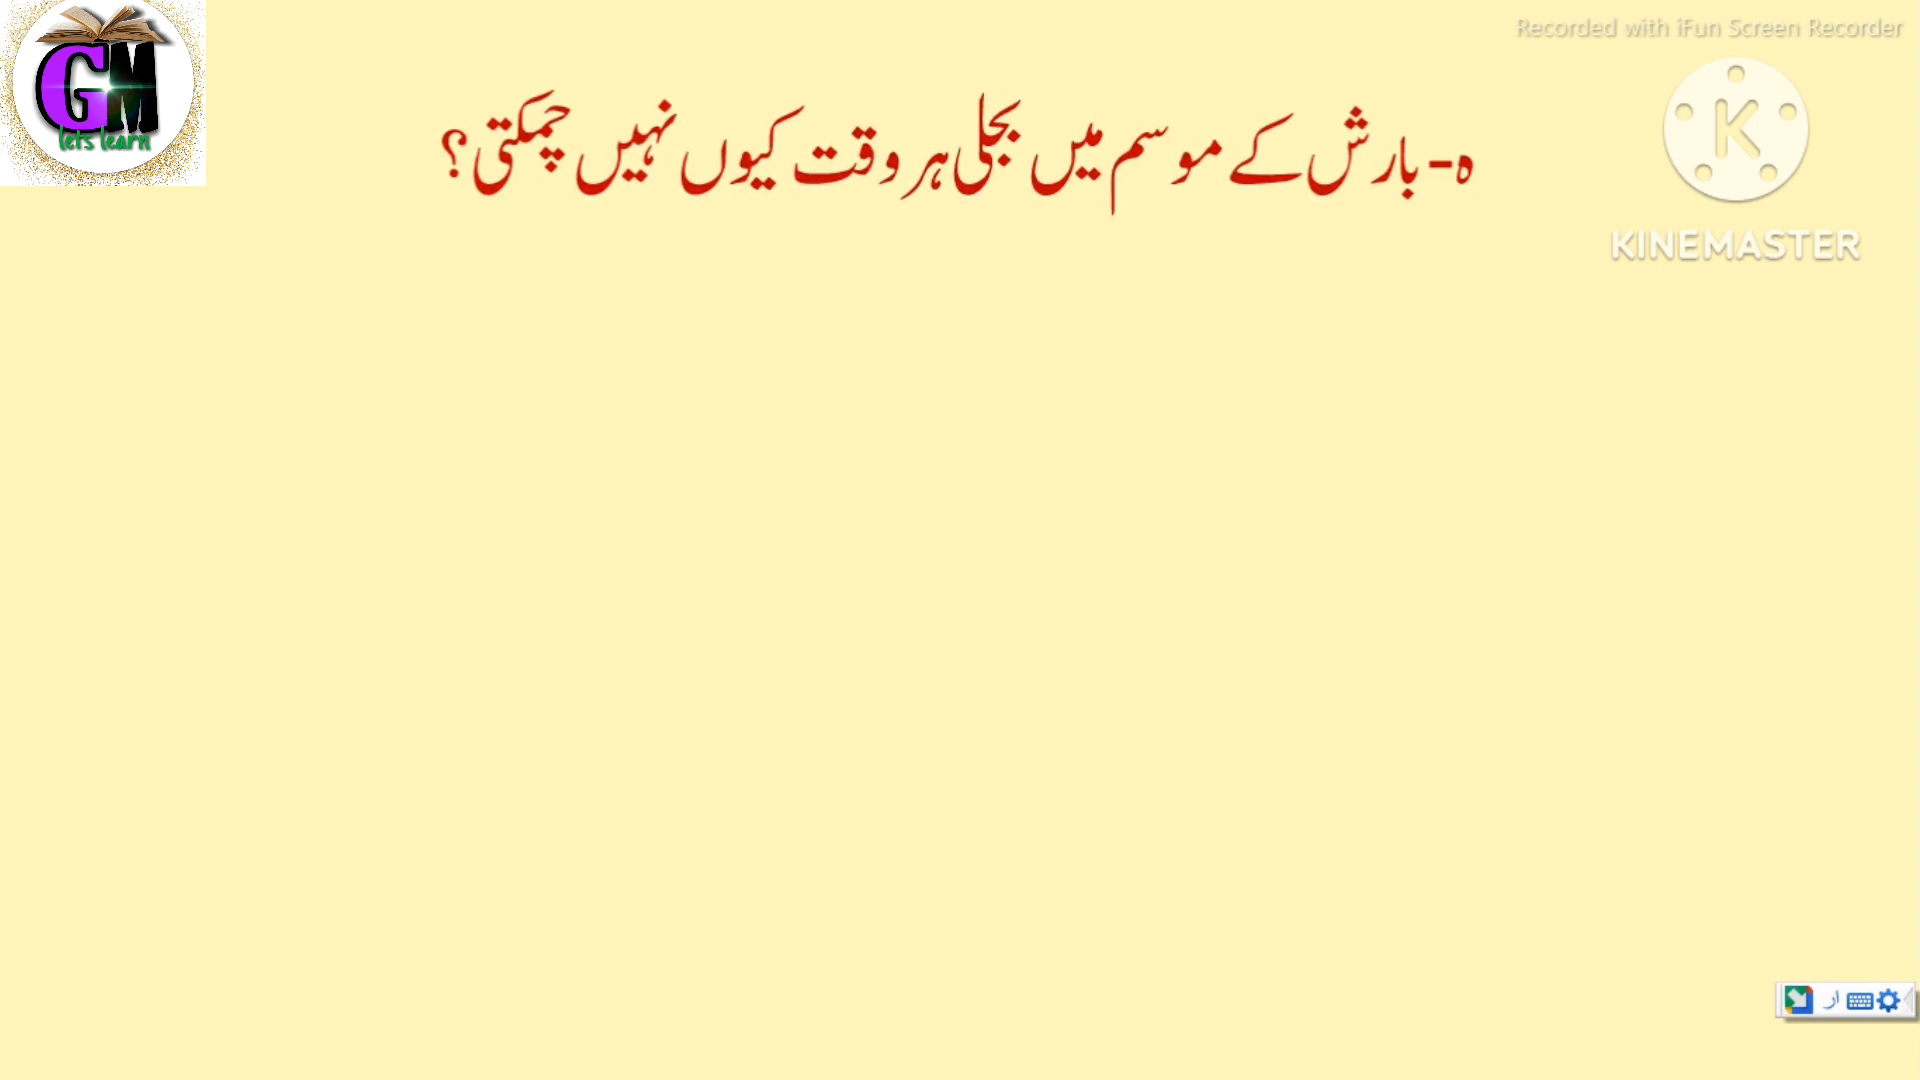 Recorded with iFun Screen Recorder
GM
lets learn
ہ- بارش کے موسم میں بجلی ہر وقت کیوں نہیں چمکتی؟
K
KINEMASTER
ار